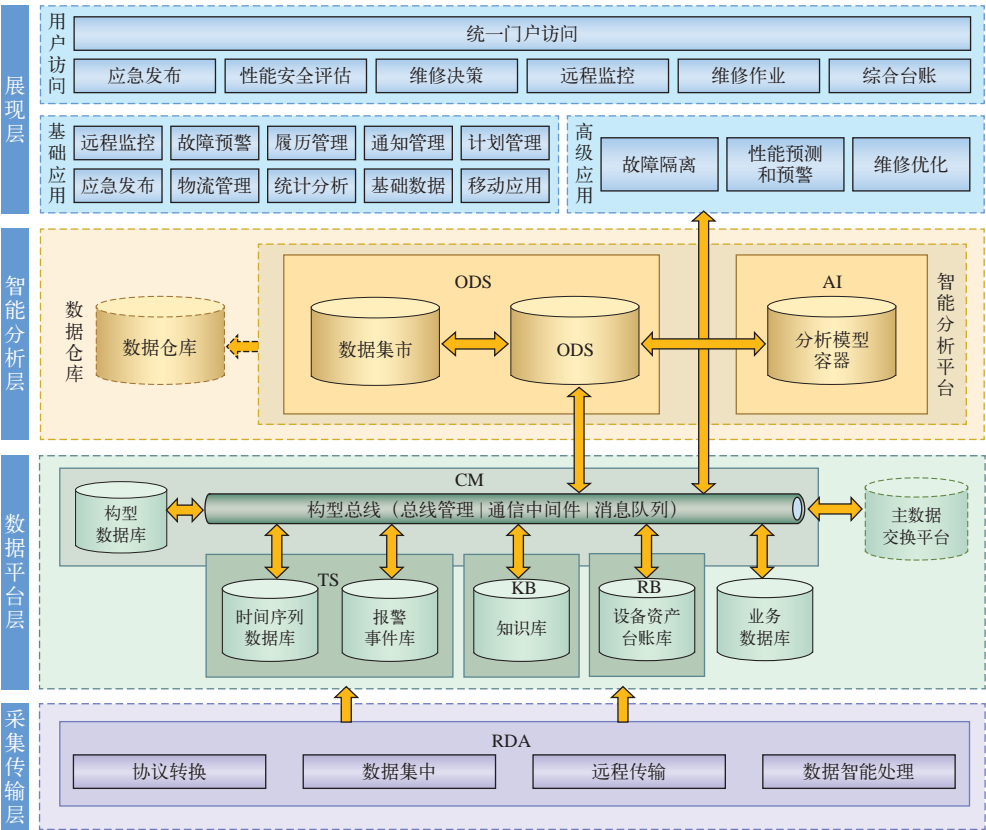 展现层
用户访问
统一门户访问
应急发布
性能安全评估
维修决策
远程监控
维修作业
综合台账
基础应用
远程监控
故障预警
履历管理
通知管理
计划管理
应急发布
物流管理
统计分析
基础数据
移动应用
高级应用
故障隔离
性能预测
和预警
维修优化
智能分析层
数据仓库
数据仓库
ODS
数据集市
ODS
AI
分析模型
容器
智能分析平台
数据平台层
CM
构型
数据库
构型总线（总线管理|通信中间件|消息队列）
主数据
交换平台
TS
时间序列
数据库
报警
事件库
KB
知识库
RB
设备资产
台账库
业务
数据库
采集传输层
RDA
协议转换
数据集中
远程传输
数据智能处理